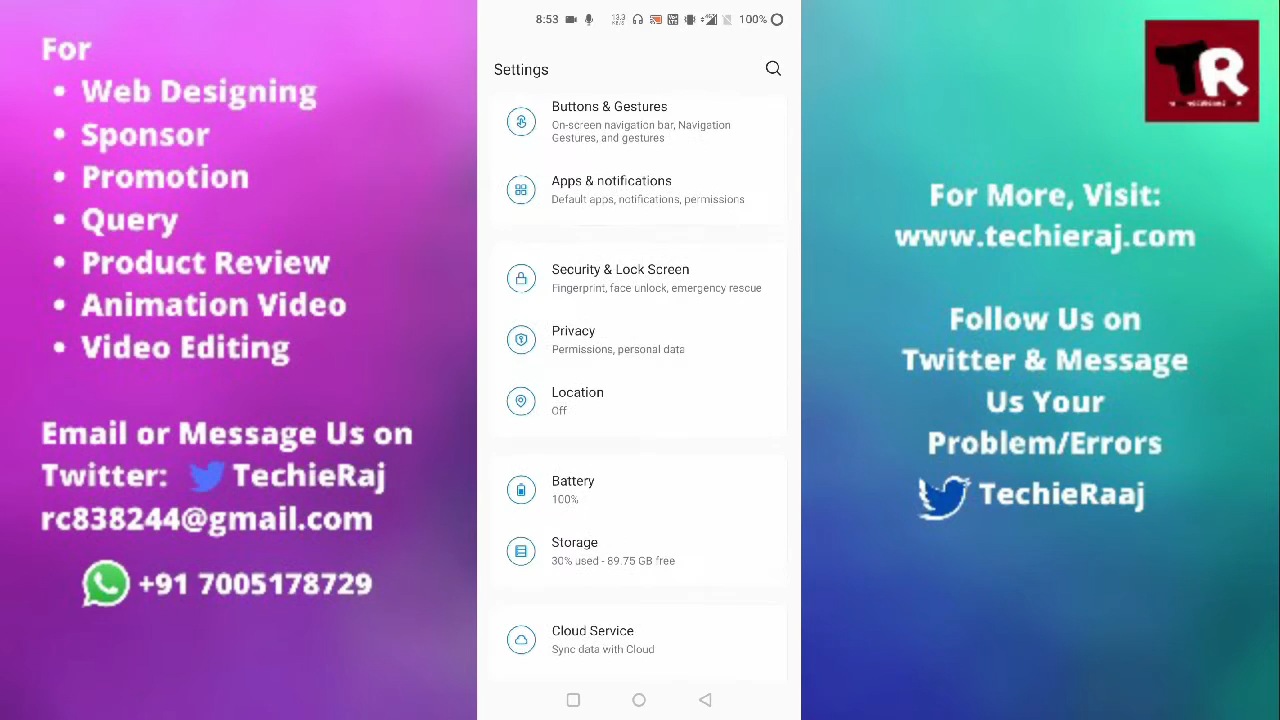 For
• Web Designing
• Sponsor
• Promotion
• Query
• Product Review
• Animation Video
• Video Editing
Email or Message Us on
Twitter: TechieRaj
rc838244@gmail.com
+91 7005178729
8:53
100%
Settings
Buttons & Gestures
On-screen navigation bar, Navigation
Gestures, and gestures
Apps & notifications
Default apps, notifications, permissions
Security & Lock Screen
Fingerprint, face unlock, emergency rescue
Privacy
Permissions, personal data
Location
Off
Battery
100%
Storage
30% used - 89.75 GB free
Cloud Service
Sync data with Cloud
TR
For More, Visit:
www.techieraj.com
Follow Us on
Twitter & Message
Us Your
Problem/Errors
TechieRaaj